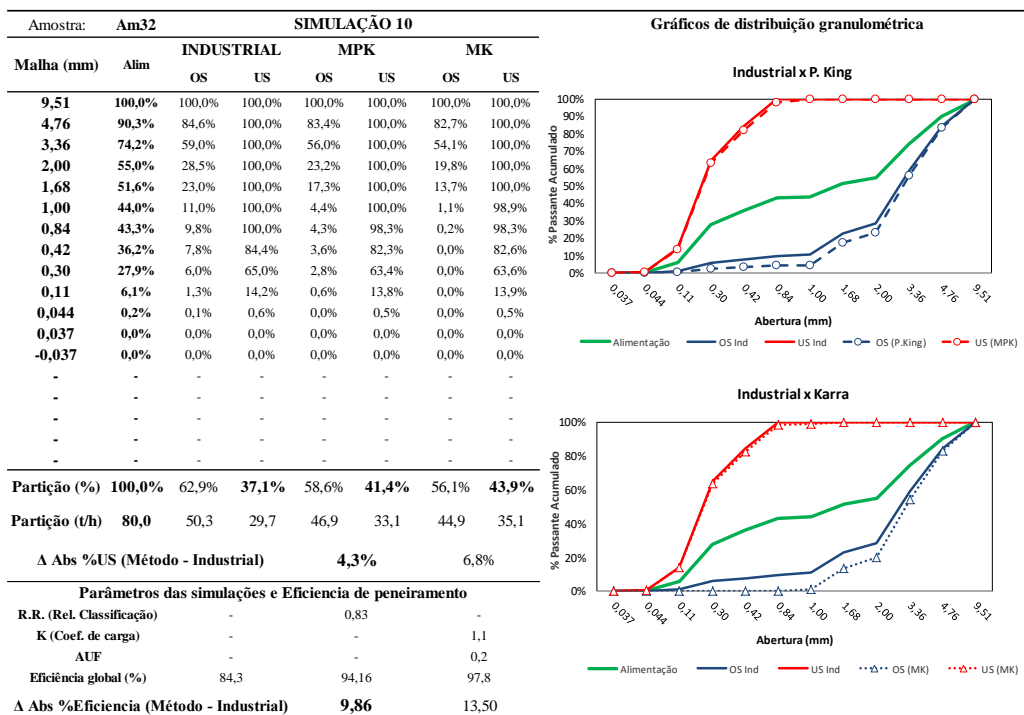 Amostra: Am32 SIMULAÇÃO 10
Malha (mm) Alim INDUSTRIAL MPK MK
OS US OS US OS US
9,51 100,0% 100,0% 100,0% 100,0% 100,0% 100,0% 100,0%
4,76 90,3% 84,6% 100,0% 83,4% 100,0% 82,7% 100,0%
3,36 74,2% 59,0% 100,0% 56,0% 100,0% 54,1% 100,0%
2,00 55,0% 28,5% 100,0% 23,2% 100,0% 19,8% 100,0%
1,68 51,6% 23,0% 100,0% 17,3% 100,0% 13,7% 100,0%
1,00 44,0% 11,0% 100,0% 4,4% 100,0% 1,1% 98,9%
0,84 43,3% 9,8% 100,0% 4,3% 98,3% 0,2% 98,3%
0,42 36,2% 7,8% 84,4% 3,6% 82,3% 0,0% 82,6%
0,30 27,9% 6,0% 65,0% 2,8% 63,4% 0,0% 63,6%
0,11 6,1% 1,3% 14,2% 0,6% 13,8% 0,0% 13,9%
0,044 0,2% 0,1% 0,6% 0,0% 0,5% 0,0% 0,5%
0,037 0,0% 0,0% 0,0% 0,0% 0,0% 0,0% 0,0%
-0,037 0,0% 0,0% 0,0% 0,0% 0,0% 0,0% 0,0%
- - - - - - - -
- - - - - - - -
- - - - - - - -
- - - - - - - -
- - - - - - - -
Partição (%) 100,0% 62,9% 37,1% 58,6% 41,4% 56,1% 43,9%
Partição (t/h) 80,0 50,3 29,7 46,9 33,1 44,9 35,1
Δ Abs %US (Método - Industrial) 4,3% 6,8%
Parâmetros das simulações e Eficiencia de peneiramento
R.R. (Rel. Classificação) - 0,83 -
K (Coef. de carga) - - 1,1
AUF - - 0,2
Eficiência global (%) 84,3 94,16 97,8
Δ Abs %Eficiencia (Método - Industrial) 9,86 13,50
Gráficos de distribuição granulométrica
Industrial x P. King
% Passante Acumulado
100%
90%
80%
70%
60%
50%
40%
30%
20%
10%
0%
0,037 0,044 0,11 0,30 0,42 0,84 1,00 1,68 2,00 3,36 4,76 9,51
Abertura (mm)
Alimentação OS Ind US Ind OS (P.King) US (MPK)
Industrial x Karra
% Passante Acumulado
100%
80%
60%
40%
20%
0%
0,037 0,044 0,11 0,30 0,42 0,84 1,00 1,68 2,00 3,36 4,76 9,51
Abertura (mm)
Alimentação OS Ind US Ind OS (MK) US (MK)